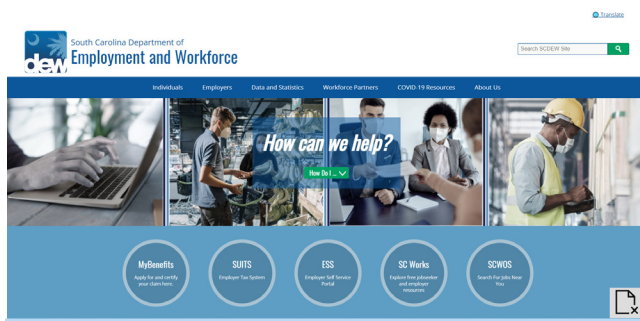 Translate
South Carolina Department of
dew Employment and Workforce
Search SCDEW Site
Individuals Employers Data and Statistics Workforce Partners COVID-19 Resources About Us
How can we help?
How Do I ...
MyBenefits
Apply for and certify
your claim here.
SUITS
Employer Tax System
ESS
Employer Self Service
Portal
SC Works
Explore free jobseeker
and employer
resources
SCWOS
Search For Jobs Near
You